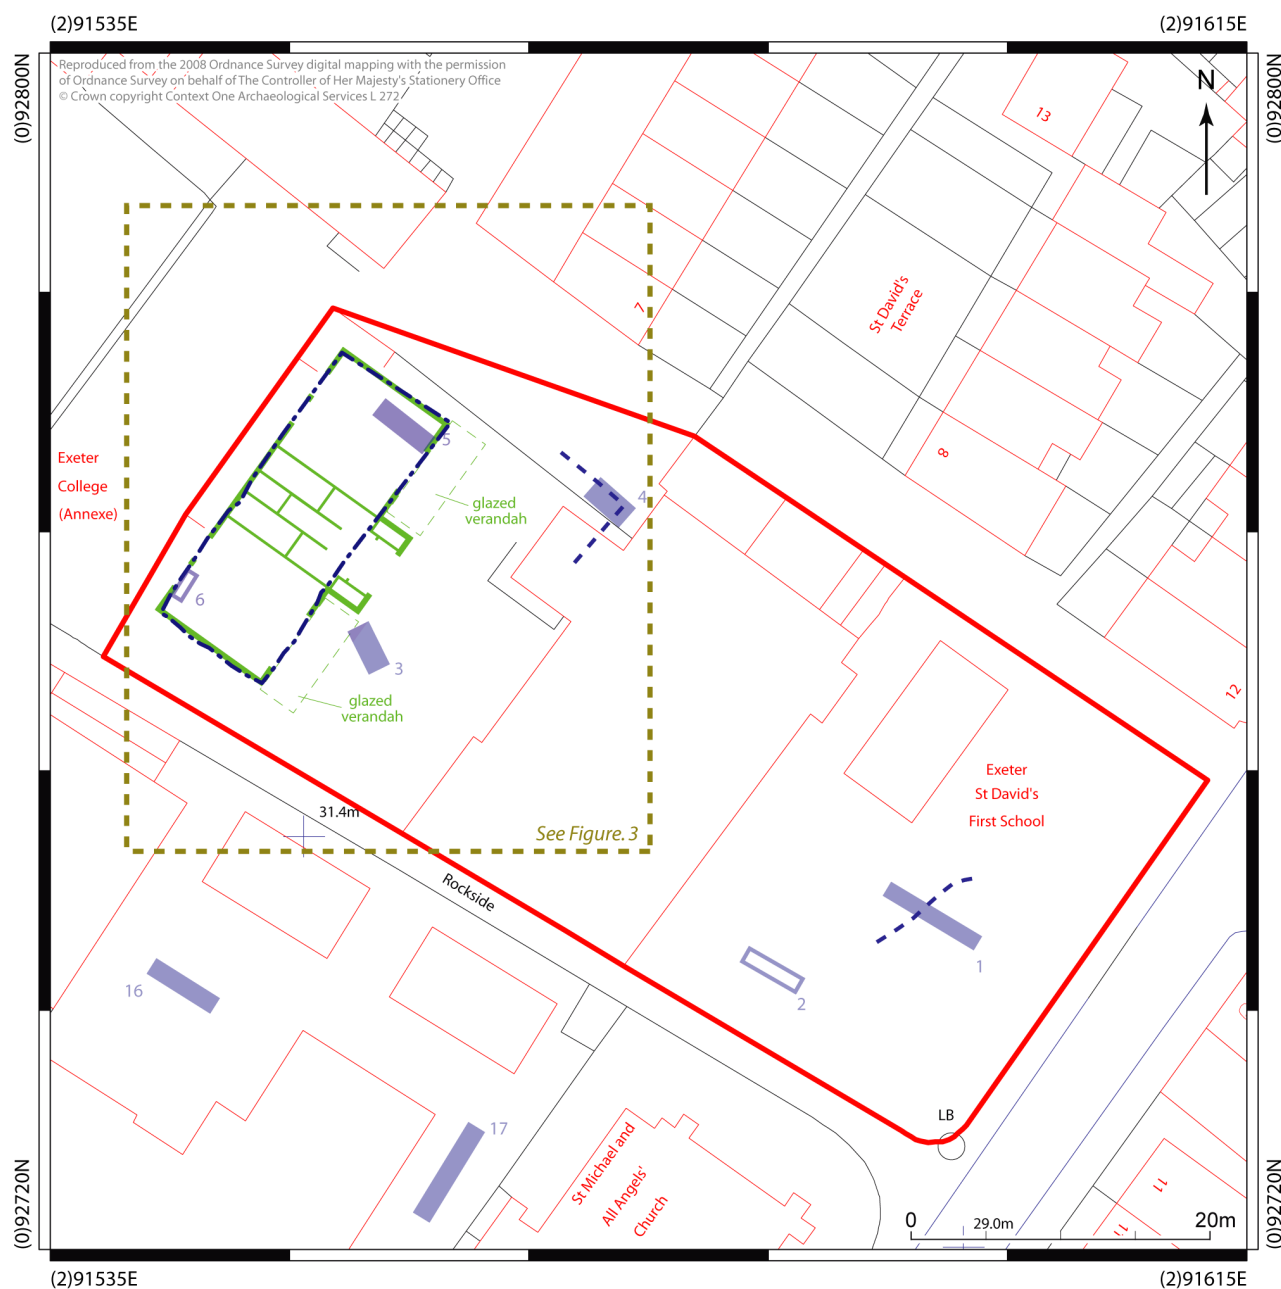 (2)91535E
(2)91615E
(0)92800N
(0)92800N
Reproduced from the 2008 Ordnance Survey digital mapping with the permission
of Ordnance Survey on behalf of The Controller of Her Majesty's Stationery Office
© Crown copyright Context One Archaeological Services L 272
N
13
7
St David's
Terrace
8
5
Exeter
College
(Annexe)
glazed
verandah
4
6
3
glazed
verandah
12
Exeter
St David's
First School
31.4m
See Figure. 3
Rockside
1
2
16
17
LB
St Michael and
All Angels'
Church
11
11
0
29.0m
20m
(0)92720N
(0)92720N
(2)91535E
(2)91615E